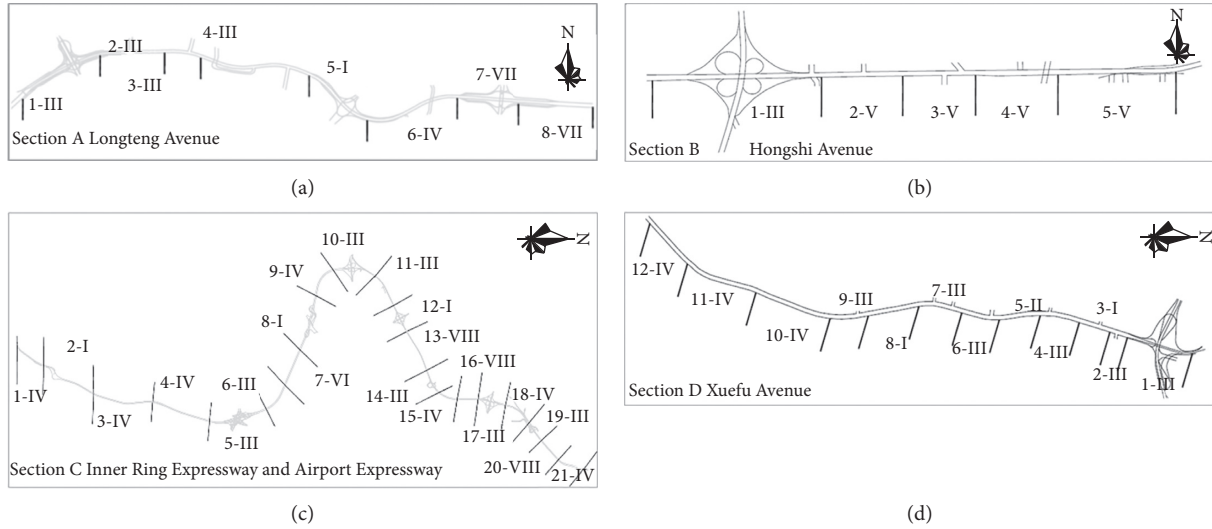 4-III
2-III
N
5-I
3-III
7-VII
1-III
6-IV
8-VII
Section A Longteng Avenue
(a)
N
1-III
2-V
3-V
4-V
5-V
Section B
Hongshi Avenue
(b)
10-III
N
9-IV
11-III
12-I
8-I
13-VIII
2-I
16-VIII
4-IV
7-VI
6-III
14-III
18-IV
1-IV
15-IV
3-IV
19-III
17-III
5-III
20-VIII
Section C Inner Ring Expressway and Airport Expressway
21-IV
(c)
N
12-IV
7-III
11-IV
9-III
5-II
3-I
10-IV
8-I
6-III
4-III
2-III
1-III
Section D Xuefu Avenue
(d)